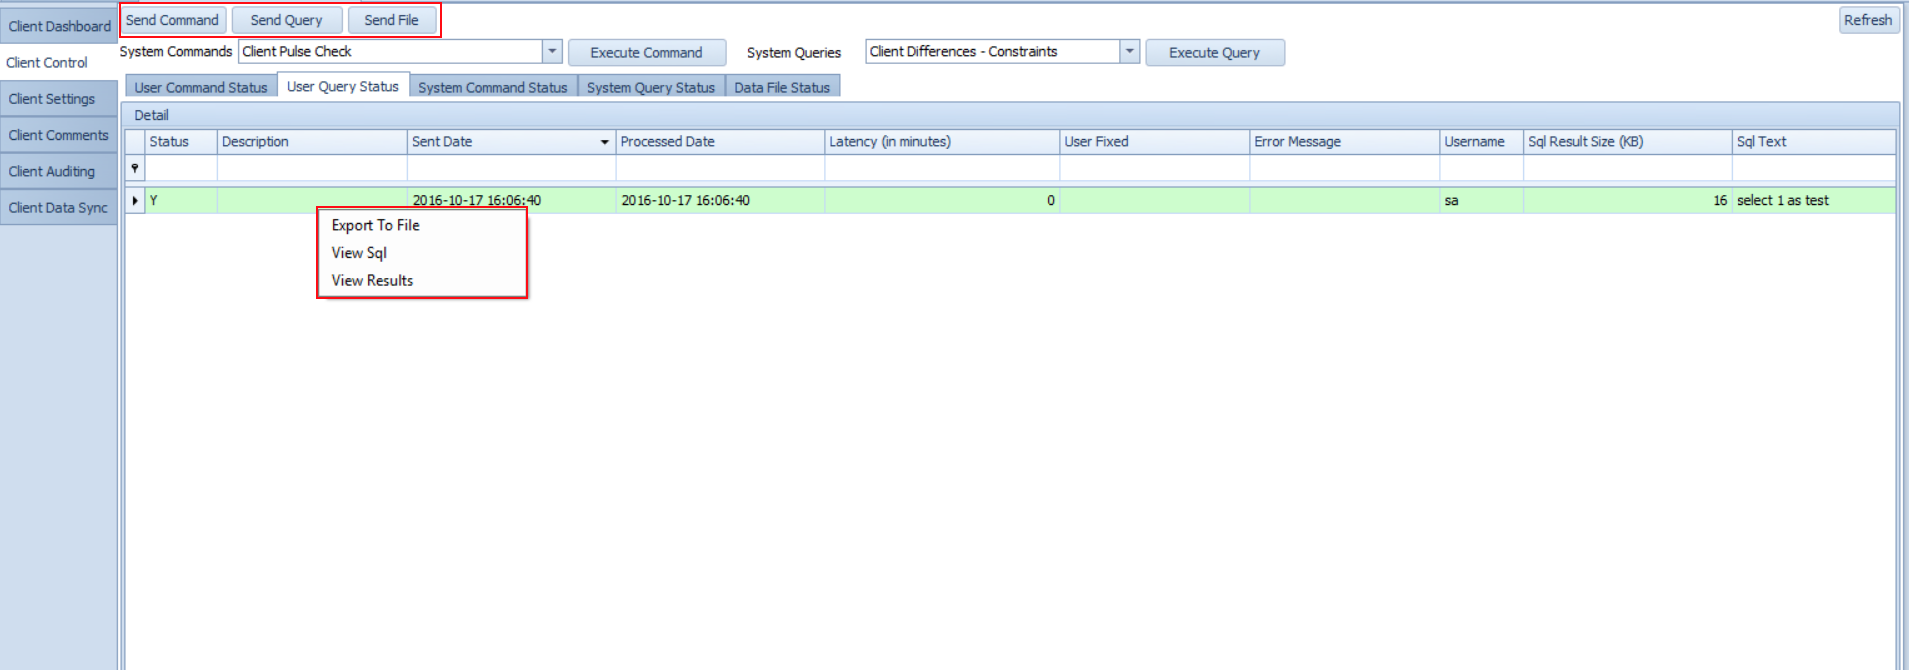 Client Dashboard
Client Control
Client Settings
Client Comments
Client Auditing
Client Data Sync
Send Command Send Query Send File Refresh
System Commands Client Pulse Check Execute Command System Queries Client Differences - Constraints Execute Query
User Command Status User Query Status System Command Status System Query Status Data File Status
Detail
Status Description Sent Date Processed Date Latency (in minutes) User Fixed Error Message Username Sql Result Size (KB) Sql Text
Y 2016-10-17 16:06:40 2016-10-17 16:06:40 0 sa 16 select 1 as test
Export To File
View Sql
View Results